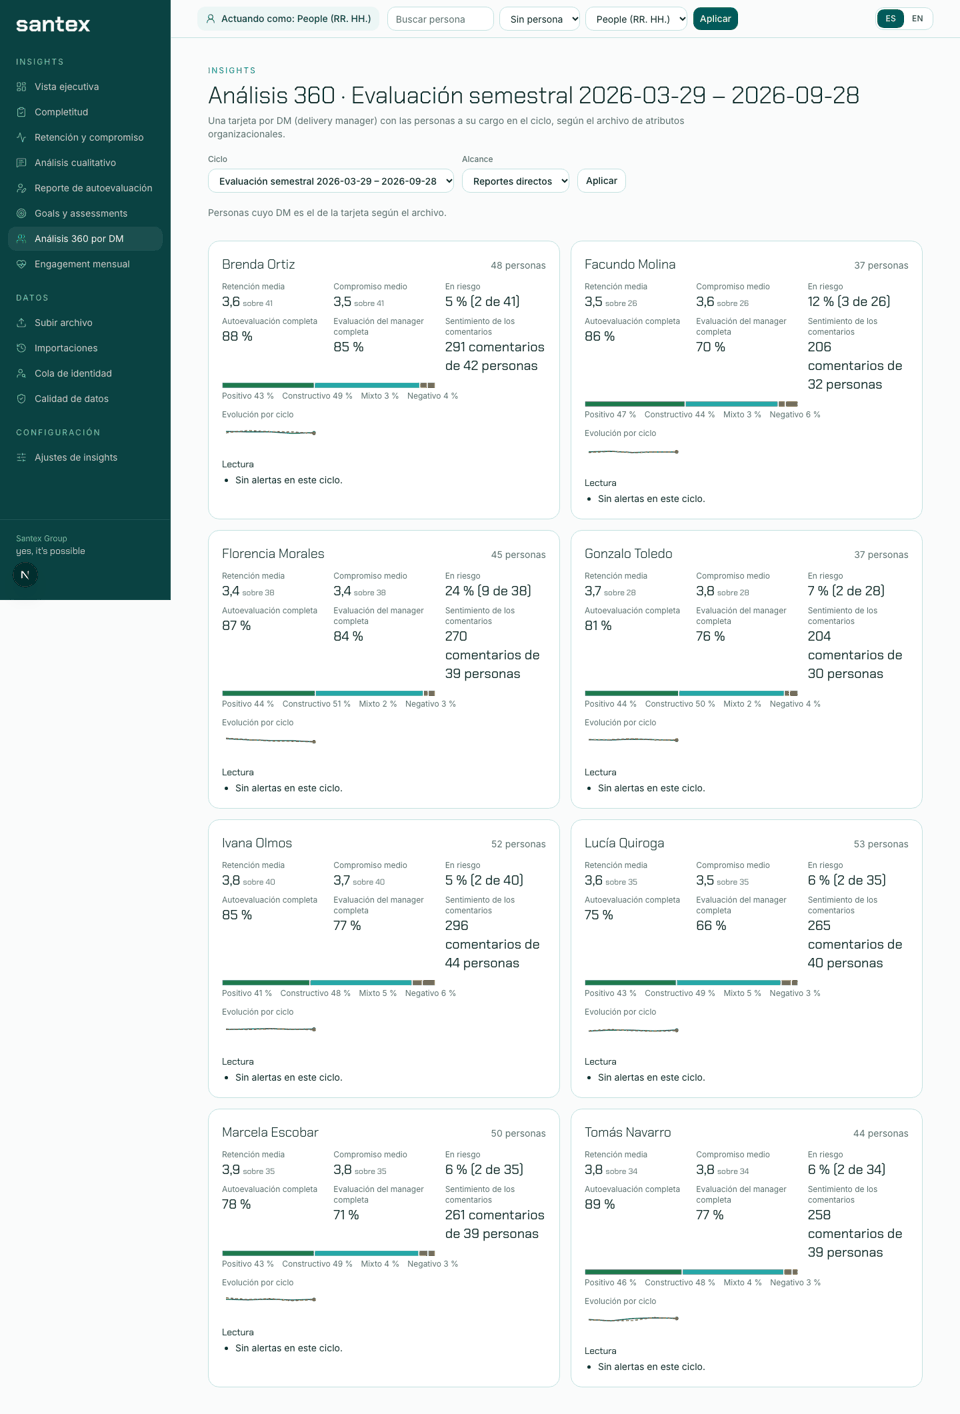 santex
INSIGHTS
Vista ejecutiva
Completitud
Retención y compromiso
Análisis cualitativo
Reporte de autoevaluación
Goals y assessments
Análisis 360 por DM
Engagement mensual
DATOS
Subir archivo
Importaciones
Cola de identidad
Calidad de datos
CONFIGURACIÓN
Ajustes de insights
Santex Group
yes, it's possible
N
Actuando como: People (RR. HH.)
Buscar persona
Sin persona
People (RR. HH.)
Aplicar
ES EN
INSIGHTS
Análisis 360 · Evaluación semestral 2026-03-29 – 2026-09-28
Una tarjeta por DM (delivery manager) con las personas a su cargo en el ciclo, según el archivo de atributos
organizacionales.
Ciclo
Alcance
Evaluación semestral 2026-03-29 – 2026-09-28
Reportes directos
Aplicar
Personas cuyo DM es el de la tarjeta según el archivo.
Brenda Ortiz
48 personas
Retención media
3,6 sobre 41
Compromiso medio
3,5 sobre 41
En riesgo
5 % (2 de 41)
Autoevaluación completa
88 %
Evaluación del manager
completa
85 %
Sentimiento de los
comentarios
291 comentarios
de 42 personas
Positivo 43 % Constructivo 49 % Mixto 3 % Negativo 4 %
Evolución por ciclo
Lectura
• Sin alertas en este ciclo.
Facundo Molina
37 personas
Retención media
3,5 sobre 26
Compromiso medio
3,6 sobre 26
En riesgo
12 % (3 de 26)
Autoevaluación completa
86 %
Evaluación del manager
completa
70 %
Sentimiento de los
comentarios
206
comentarios de
32 personas
Positivo 47 % Constructivo 44 % Mixto 3 % Negativo 6 %
Evolución por ciclo
Lectura
• Sin alertas en este ciclo.
Florencia Morales
45 personas
Retención media
3,4 sobre 38
Compromiso medio
3,4 sobre 38
En riesgo
24 % (9 de 38)
Autoevaluación completa
87 %
Evaluación del manager
completa
84 %
Sentimiento de los
comentarios
270
comentarios de
39 personas
Positivo 44 % Constructivo 51 % Mixto 2 % Negativo 3 %
Evolución por ciclo
Lectura
• Sin alertas en este ciclo.
Gonzalo Toledo
37 personas
Retención media
3,7 sobre 28
Compromiso medio
3,8 sobre 28
En riesgo
7 % (2 de 28)
Autoevaluación completa
81 %
Evaluación del manager
completa
76 %
Sentimiento de los
comentarios
204
comentarios de
30 personas
Positivo 44 % Constructivo 50 % Mixto 2 % Negativo 4 %
Evolución por ciclo
Lectura
• Sin alertas en este ciclo.
Ivana Olmos
52 personas
Retención media
3,8 sobre 40
Compromiso medio
3,7 sobre 40
En riesgo
5 % (2 de 40)
Autoevaluación completa
85 %
Evaluación del manager
completa
77 %
Sentimiento de los
comentarios
296
comentarios de
44 personas
Positivo 41 % Constructivo 48 % Mixto 5 % Negativo 6 %
Evolución por ciclo
Lectura
• Sin alertas en este ciclo.
Lucía Quiroga
53 personas
Retención media
3,6 sobre 35
Compromiso medio
3,5 sobre 35
En riesgo
6 % (2 de 35)
Autoevaluación completa
75 %
Evaluación del manager
completa
66 %
Sentimiento de los
comentarios
265
comentarios de
40 personas
Positivo 43 % Constructivo 49 % Mixto 5 % Negativo 3 %
Evolución por ciclo
Lectura
• Sin alertas en este ciclo.
Marcela Escobar
50 personas
Retención media
3,9 sobre 35
Compromiso medio
3,8 sobre 35
En riesgo
6 % (2 de 35)
Autoevaluación completa
78 %
Evaluación del manager
completa
71 %
Sentimiento de los
comentarios
261 comentarios
de 39 personas
Positivo 43 % Constructivo 49 % Mixto 4 % Negativo 3 %
Evolución por ciclo
Lectura
• Sin alertas en este ciclo.
Tomás Navarro
44 personas
Retención media
3,8 sobre 34
Compromiso medio
3,8 sobre 34
En riesgo
6 % (2 de 34)
Autoevaluación completa
89 %
Evaluación del manager
completa
77 %
Sentimiento de los
comentarios
258
comentarios de
39 personas
Positivo 46 % Constructivo 48 % Mixto 4 % Negativo 3 %
Evolución por ciclo
Lectura
• Sin alertas en este ciclo.